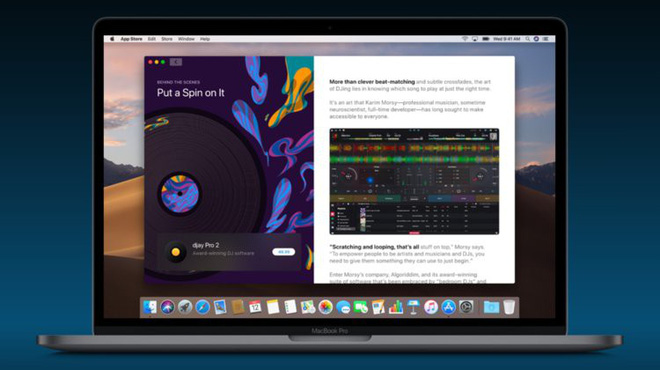 App Store Edit Store Window Help
Wed 9:41 AM
BEHIND THE SCENES
Put a Spin on It
djay Pro 2
Award-winning DJ software
More than clever beat-matching and subtle crossfades, the art
of DJing lies in knowing which song to play at just the right time.
It's an art that Karim Morsy—professional musician, sometime
neuroscientist, full-time developer—has long sought to make
accessible to everyone.
"Scratching and looping, that's all stuff on top," Morsy says.
"To empower people to be artists and musicians and DJs, you
need to give them something they can use to just begin."
Enter Morsy's company, Algoriddim, and its award-winning
suite of software that's been embraced by "bedroom DJs" and
MacBook Pro